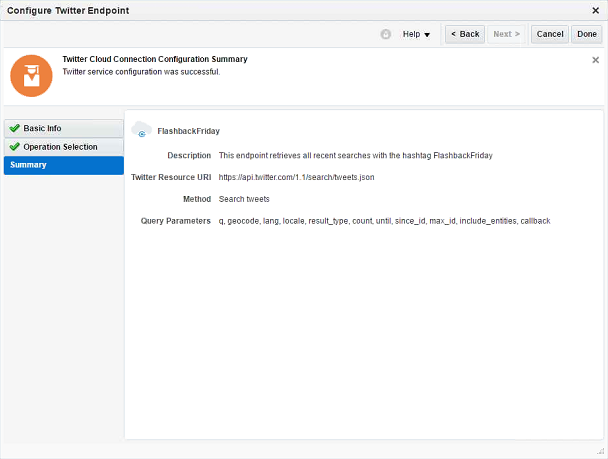 Configure Twitter Endpoint
Help
< Back
Next >
Cancel
Done
Twitter Cloud Connection Configuration Summary
Twitter service configuration was successful.
Basic Info
Operation Selection
Summary
FlashbackFriday
Description This endpoint retrieves all recent searches with the hashtag FlashbackFriday
Twitter Resource URI https://api.twitter.com/1.1/search/tweets.json
Method Search tweets
Query Parameters q, geocode, lang, locale, result_type, count, until, since_id, max_id, include_entities, callback